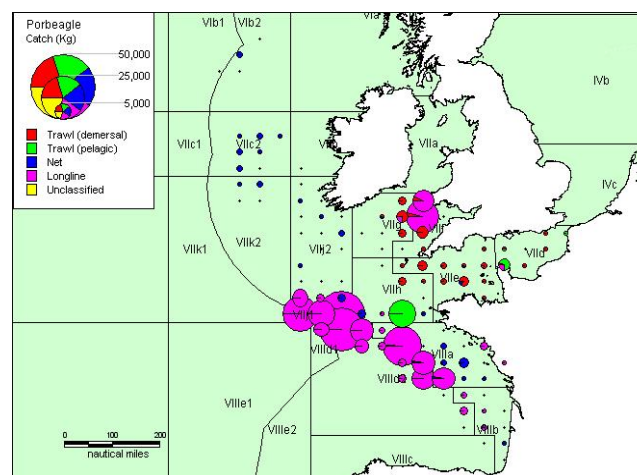 Porbeagle
Catch (Kg)
50,000
25,000
5,000
Trawl (demersal)
Trawl (pelagic)
Net
Longline
Unclassified
VIb1
VIb2
VIa
IVb
VIIc1
VIIc2
VIIa
IVc
VIIg
VIIf
VIId
VIIk1
VIIk2
VIIj2
VIIe
VIIh
VIIId1
VIIIa
VIIId2
VIIIe1
VIIIe2
VIIIb
VIIIc
0
100
200
nautical miles